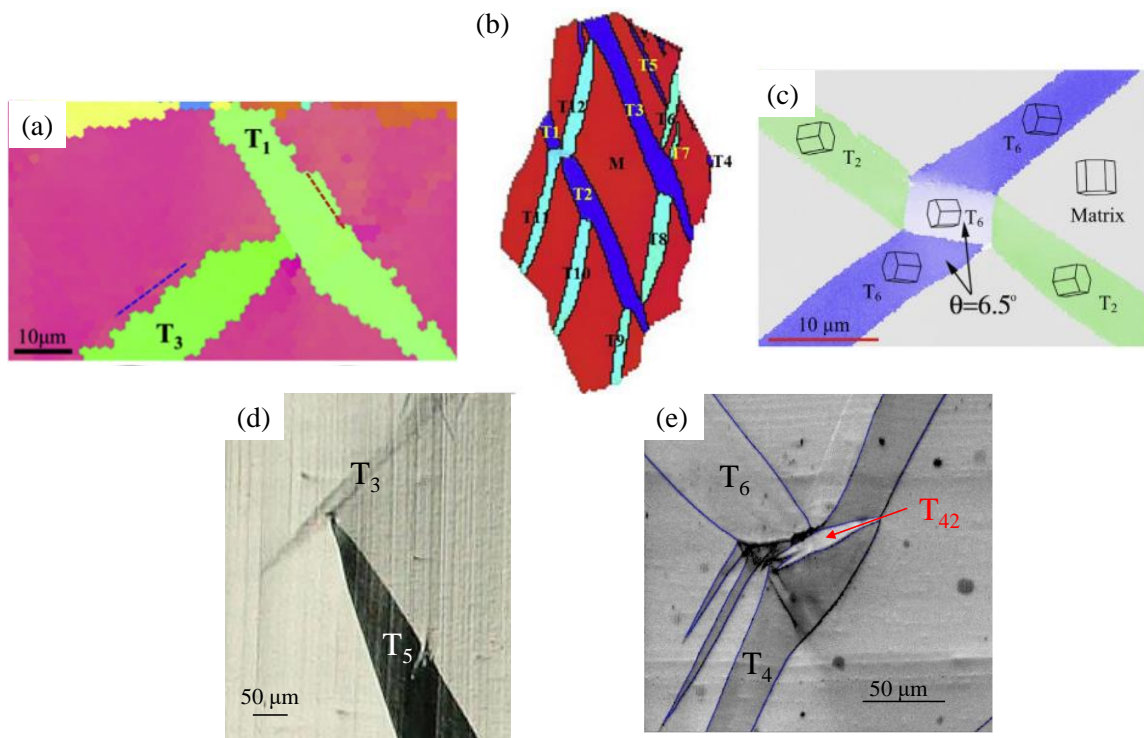 (a)
T₁
T₃
10μm
(b)
T5
T12
T3
T1
T6
T7
T4
M
T2
T11
T8
T10
T9
(c)
T₂
T₆
Matrix
T₆
T₆
θ=6.5°
T₂
10 μm
(d)
T₃
T₅
50 μm
(e)
T₆
T₄₂
T₄
50 μm